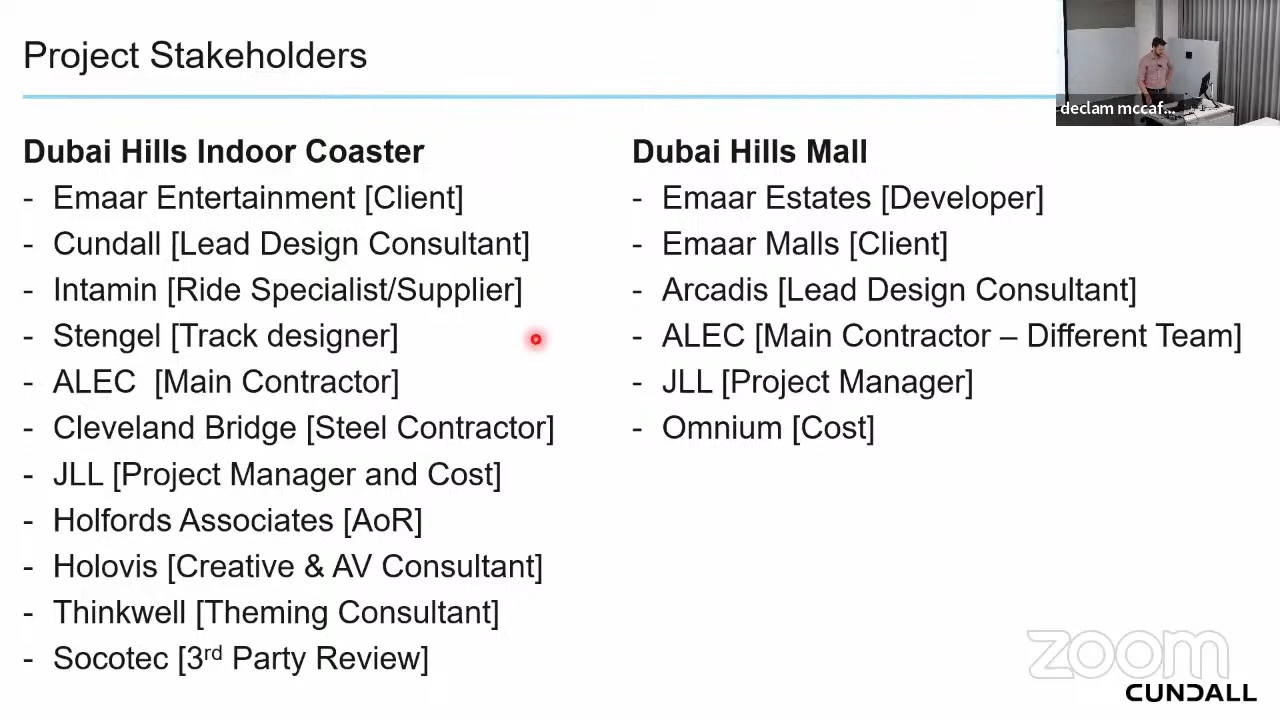 Project Stakeholders
declam mccaf...
Dubai Hills Indoor Coaster
- Emaar Entertainment [Client]
- Cundall [Lead Design Consultant]
- Intamin [Ride Specialist/Supplier]
- Stengel [Track designer]
- ALEC [Main Contractor]
- Cleveland Bridge [Steel Contractor]
- JLL [Project Manager and Cost]
- Holfords Associates [AoR]
- Holovis [Creative & AV Consultant]
- Thinkwell [Theming Consultant]
- Socotec [3rd Party Review]
Dubai Hills Mall
- Emaar Estates [Developer]
- Emaar Malls [Client]
- Arcadis [Lead Design Consultant]
- ALEC [Main Contractor – Different Team]
- JLL [Project Manager]
- Omnium [Cost]
zoom
CUNDALL